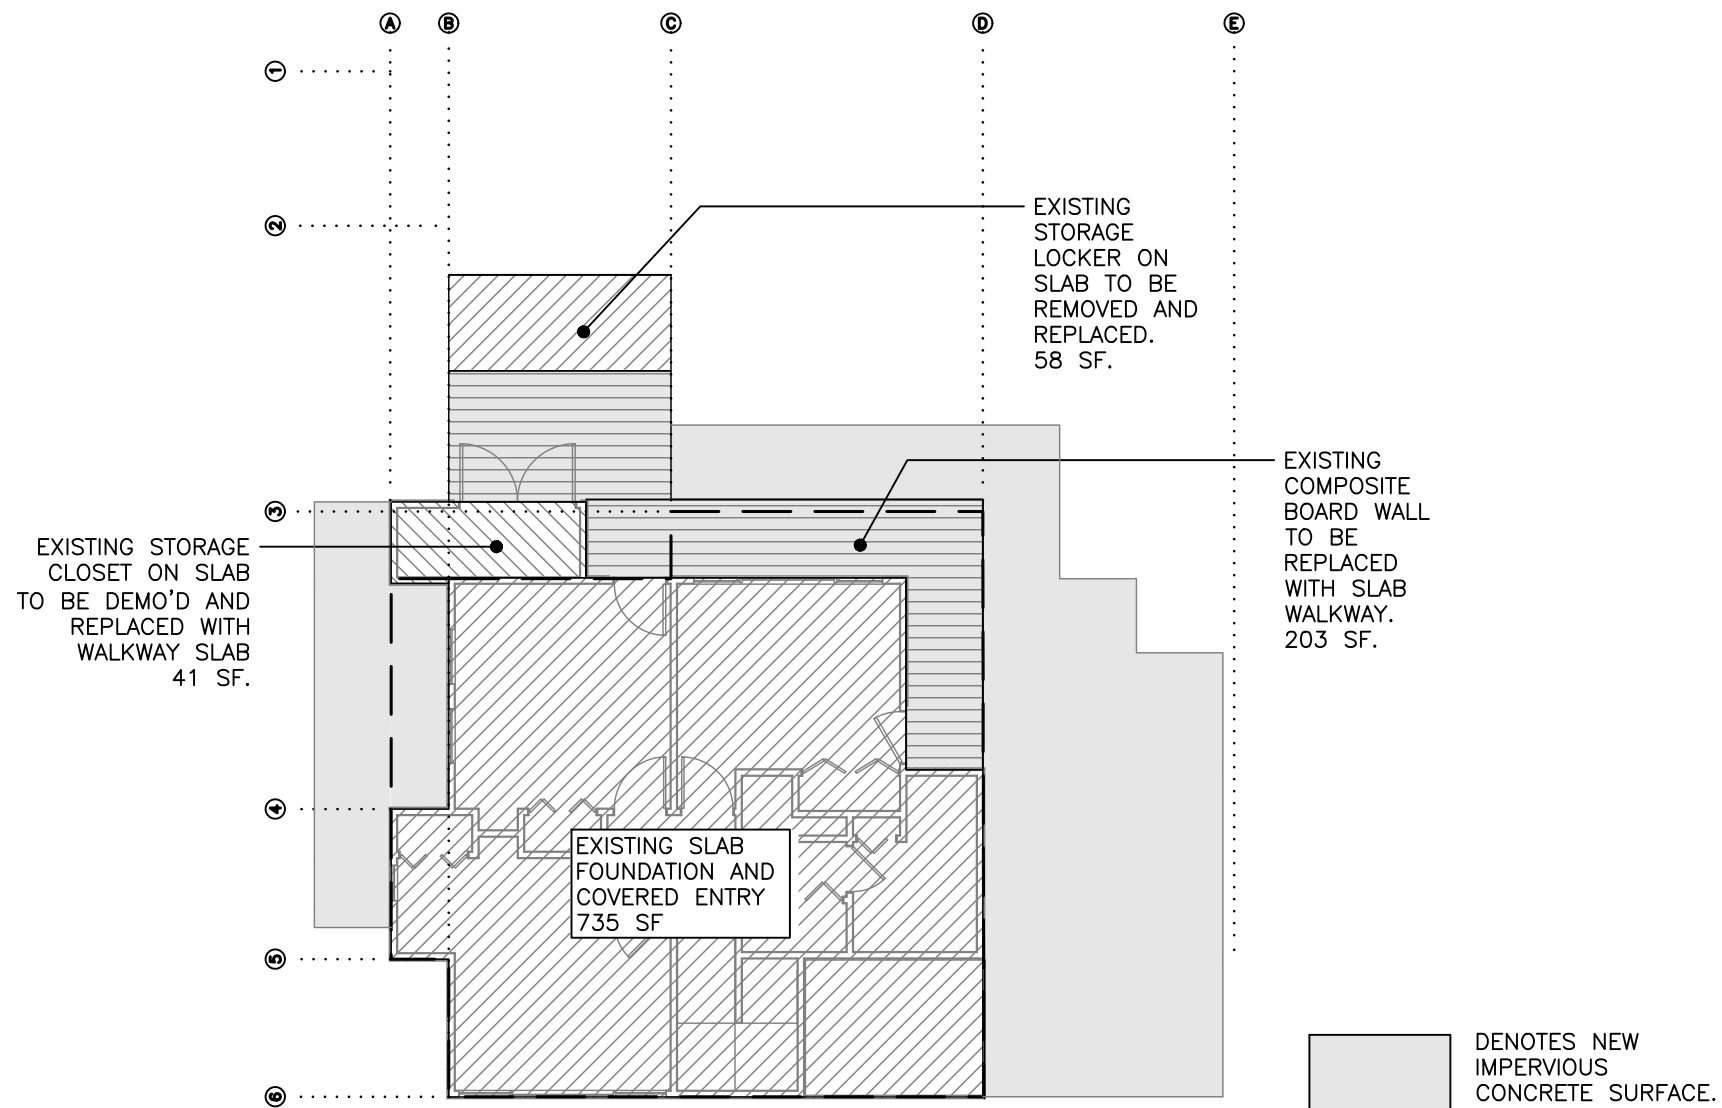 A
B
C
D
E
1
2
EXISTING
STORAGE
LOCKER ON
SLAB TO BE
REMOVED AND
REPLACED.
58 SF.
3
EXISTING
COMPOSITE
BOARD WALL
TO BE
REPLACED
WITH SLAB
WALKWAY.
203 SF.
EXISTING STORAGE
CLOSET ON SLAB
TO BE DEMO'D AND
REPLACED WITH
WALKWAY SLAB
41 SF.
4
EXISTING SLAB
FOUNDATION AND
COVERED ENTRY
735 SF
5
6
DENOTES NEW
IMPERVIOUS
CONCRETE SURFACE.